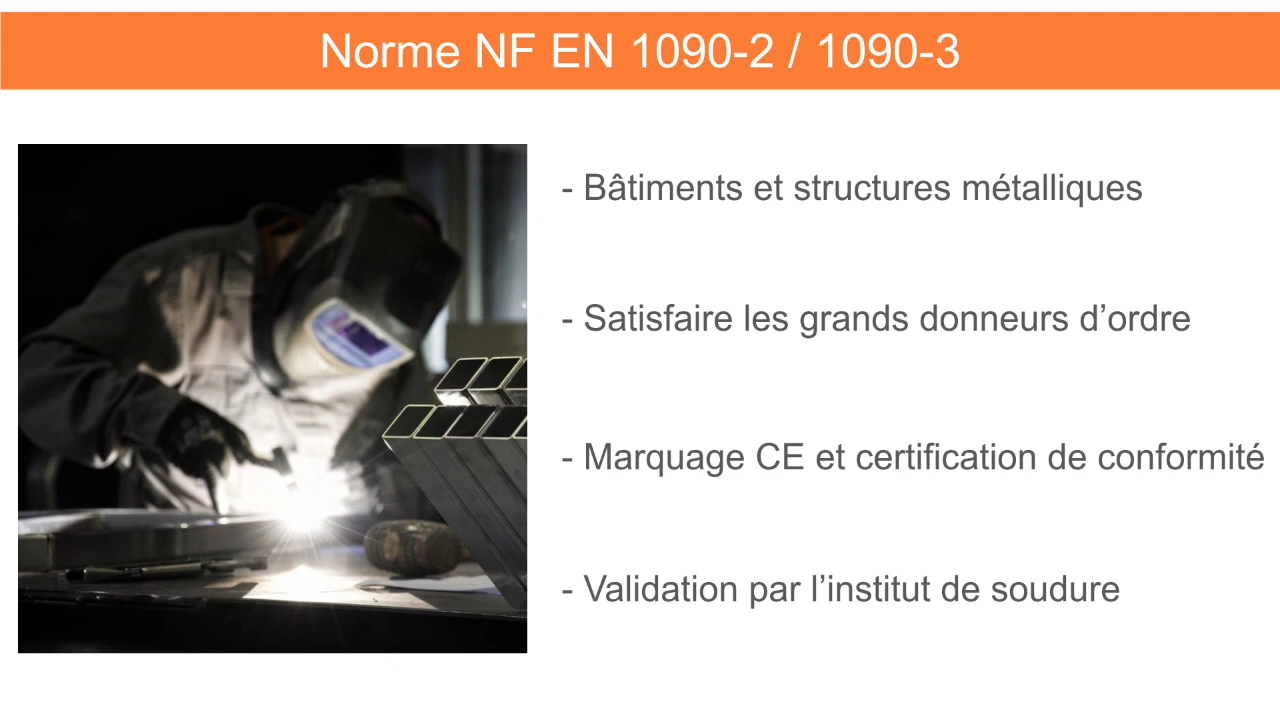 Norme NF EN 1090-2 / 1090-3
- Bâtiments et structures métalliques
- Satisfaire les grands donneurs d’ordre
- Marquage CE et certification de conformité
- Validation par l’institut de soudure